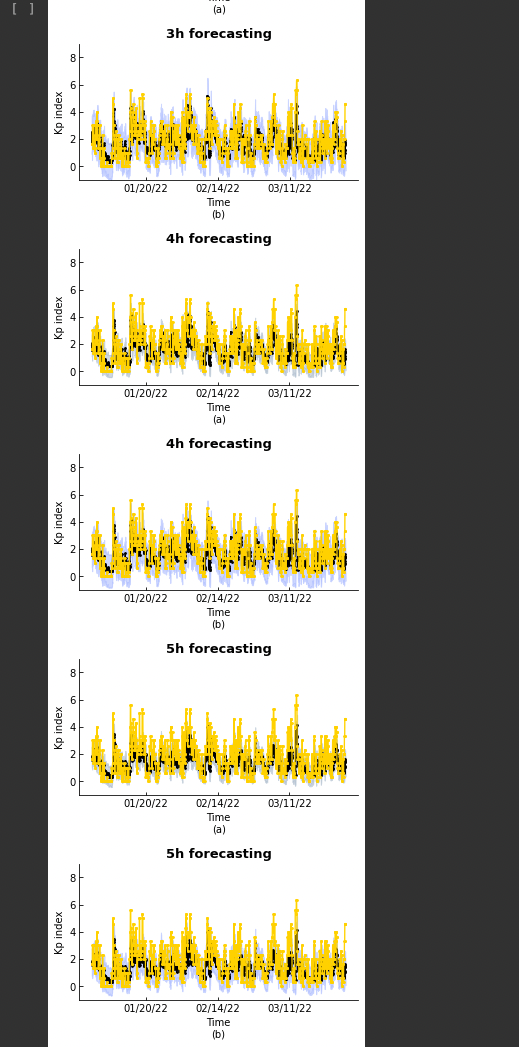 [ ]
(a)
3h forecasting
8
6
4
2
0
Kp index
01/20/22 02/14/22 03/11/22
Time
(b)
4h forecasting
8
6
4
2
0
Kp index
01/20/22 02/14/22 03/11/22
Time
(a)
4h forecasting
8
6
4
2
0
Kp index
01/20/22 02/14/22 03/11/22
Time
(b)
5h forecasting
8
6
4
2
0
Kp index
01/20/22 02/14/22 03/11/22
Time
(a)
5h forecasting
8
6
4
2
0
Kp index
01/20/22 02/14/22 03/11/22
Time
(b)